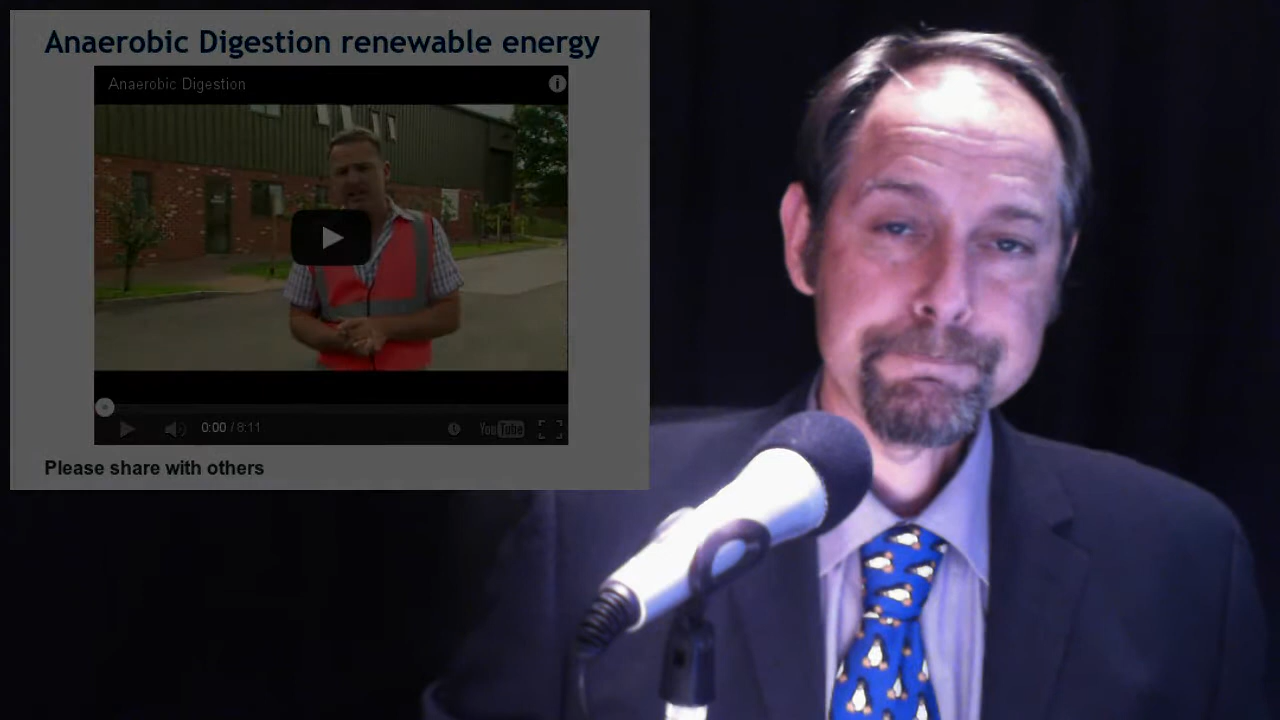 Anaerobic Digestion renewable energy
Anaerobic Digestion
0:00 / 8:11
YouTube
Please share with others